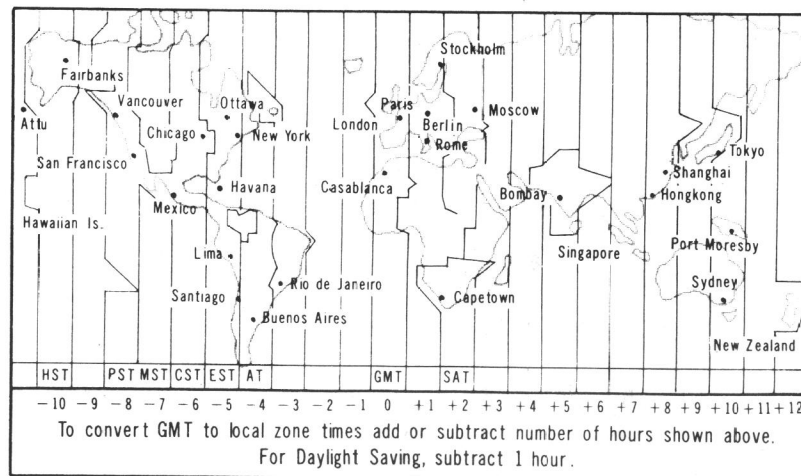 Stockholm
Fairbanks
Vancouver Ottawa Paris Moscow
Attu London Berlin
Chicago New York Rome Tokyo
San Francisco Shanghai
Casablanca
Havana Bombay Hongkong
Mexico
Hawaiian Is.
Singapore Port Moresby
Lima
Rio de Janeiro Sydney
Santiago Capetown
Buenos Aires
New Zealand
HST PST MST CST EST AT GMT SAT
-10 -9 -8 -7 -6 -5 -4 -3 -2 -1 0 +1 +2 +3 +4 +5 +6 +7 +8 +9 +10 +11 +12
To convert GMT to local zone times add or subtract number of hours shown above.
For Daylight Saving, subtract 1 hour.